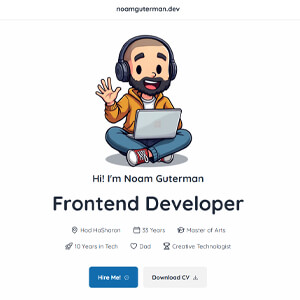 noamguterman.dev
Hi! I'm Noam Guterman
Frontend Developer
Hod HaSharon 33 Years Master of Arts
10 Years in Tech Dad Creative Technologist
Hire Me! Download CV